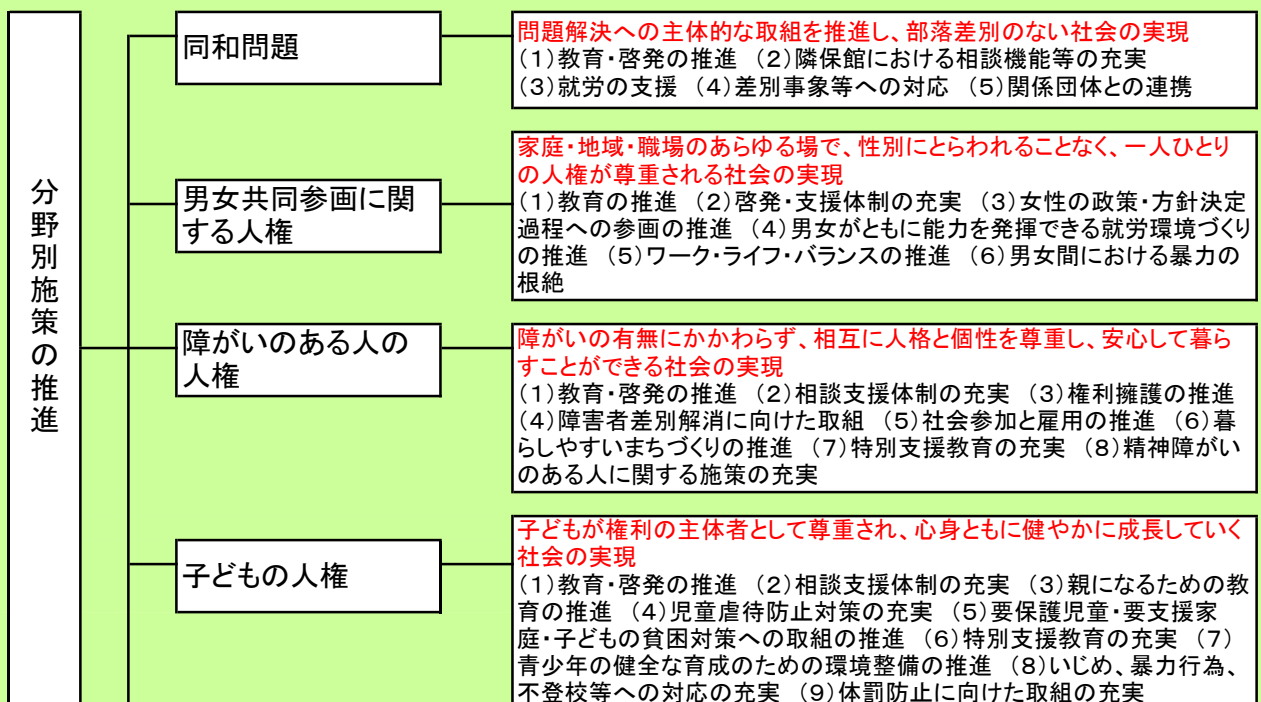 分野別施策の推進
同和問題
問題解決への主体的な取組を推進し、部落差別のない社会の実現
(1)教育・啓発の推進 (2)隣保館における相談機能等の充実
(3)就労の支援 (4)差別事象等への対応 (5)関係団体との連携
男女共同参画に関
する人権
家庭・地域・職場のあらゆる場で、性別にとらわれることなく、一人ひとり
の人権が尊重される社会の実現
(1)教育の推進 (2)啓発・支援体制の充実 (3)女性の政策・方針決定
過程への参画の推進 (4)男女がともに能力を発揮できる就労環境づくり
の推進 (5)ワーク・ライフ・バランスの推進 (6)男女間における暴力の
根絶
障がいのある人の
人権
障がいの有無にかかわらず、相互に人格と個性を尊重し、安心して暮ら
すことができる社会の実現
(1)教育・啓発の推進 (2)相談支援体制の充実 (3)権利擁護の推進
(4)障害者差別解消に向けた取組 (5)社会参加と雇用の推進 (6)暮
らしやすいまちづくりの推進 (7)特別支援教育の充実 (8)精神障がい
のある人に関する施策の充実
子どもの人権
子どもが権利の主体者として尊重され、心身ともに健やかに成長していく
社会の実現
(1)教育・啓発の推進 (2)相談支援体制の充実 (3)親になるための教
育の推進 (4)児童虐待防止対策の充実 (5)要保護児童・要支援家
庭・子どもの貧困対策への取組の推進 (6)特別支援教育の充実 (7)
青少年の健全な育成のための環境整備の推進 (8)いじめ、暴力行為、
不登校等への対応の充実 (9)体罰防止に向けた取組の充実